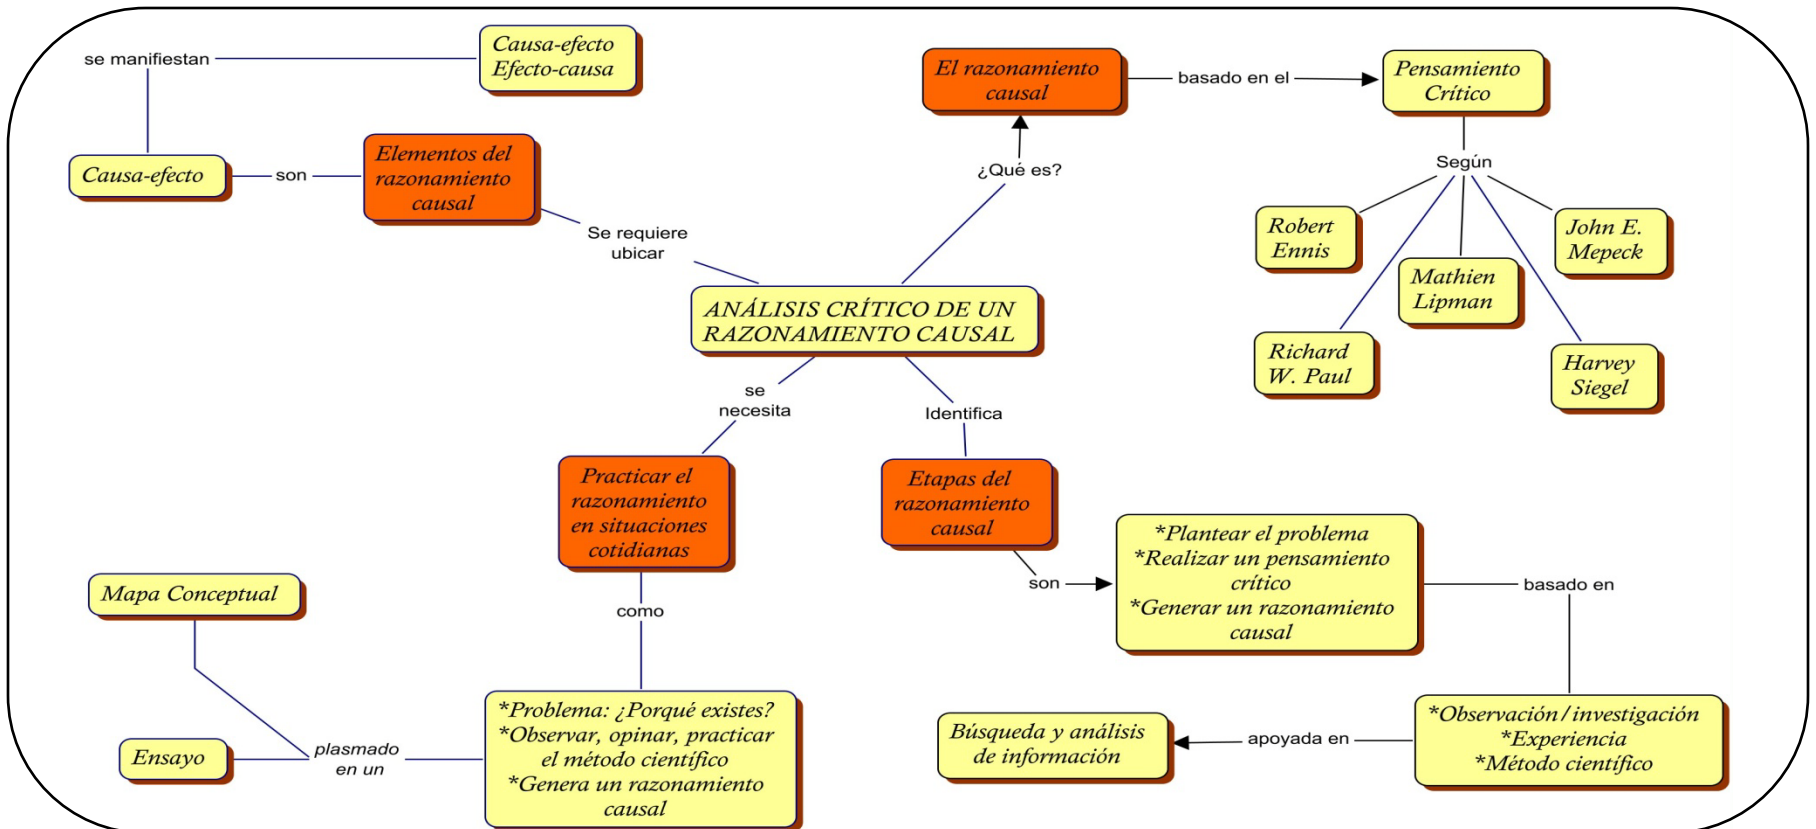 se manifiestan
Causa-efecto
Efecto-causa
Causa-efecto
son
Elementos del
razonamiento
causal
Se requiere
ubicar
El razonamiento
causal
basado en el
Pensamiento
Crítico
¿Qué es?
Según
Robert
Ennis
John E.
Mepeck
Mathien
Lipman
Richard
W. Paul
Harvey
Siegel
ANÁLISIS CRÍTICO DE UN
RAZONAMIENTO CAUSAL
se
necesita
Identifica
Practicar el
razonamiento
en situaciones
cotidianas
Etapas del
razonamiento
causal
son
*Plantear el problema
*Realizar un pensamiento
crítico
*Generar un razonamiento
causal
basado en
*Observación/investigación
*Experiencia
*Método científico
apoyada en
Búsqueda y análisis
de información
como
*Problema: ¿Porqué existes?
*Observar, opinar, practicar
el método científico
*Genera un razonamiento
causal
plasmado
en un
Mapa Conceptual
Ensayo